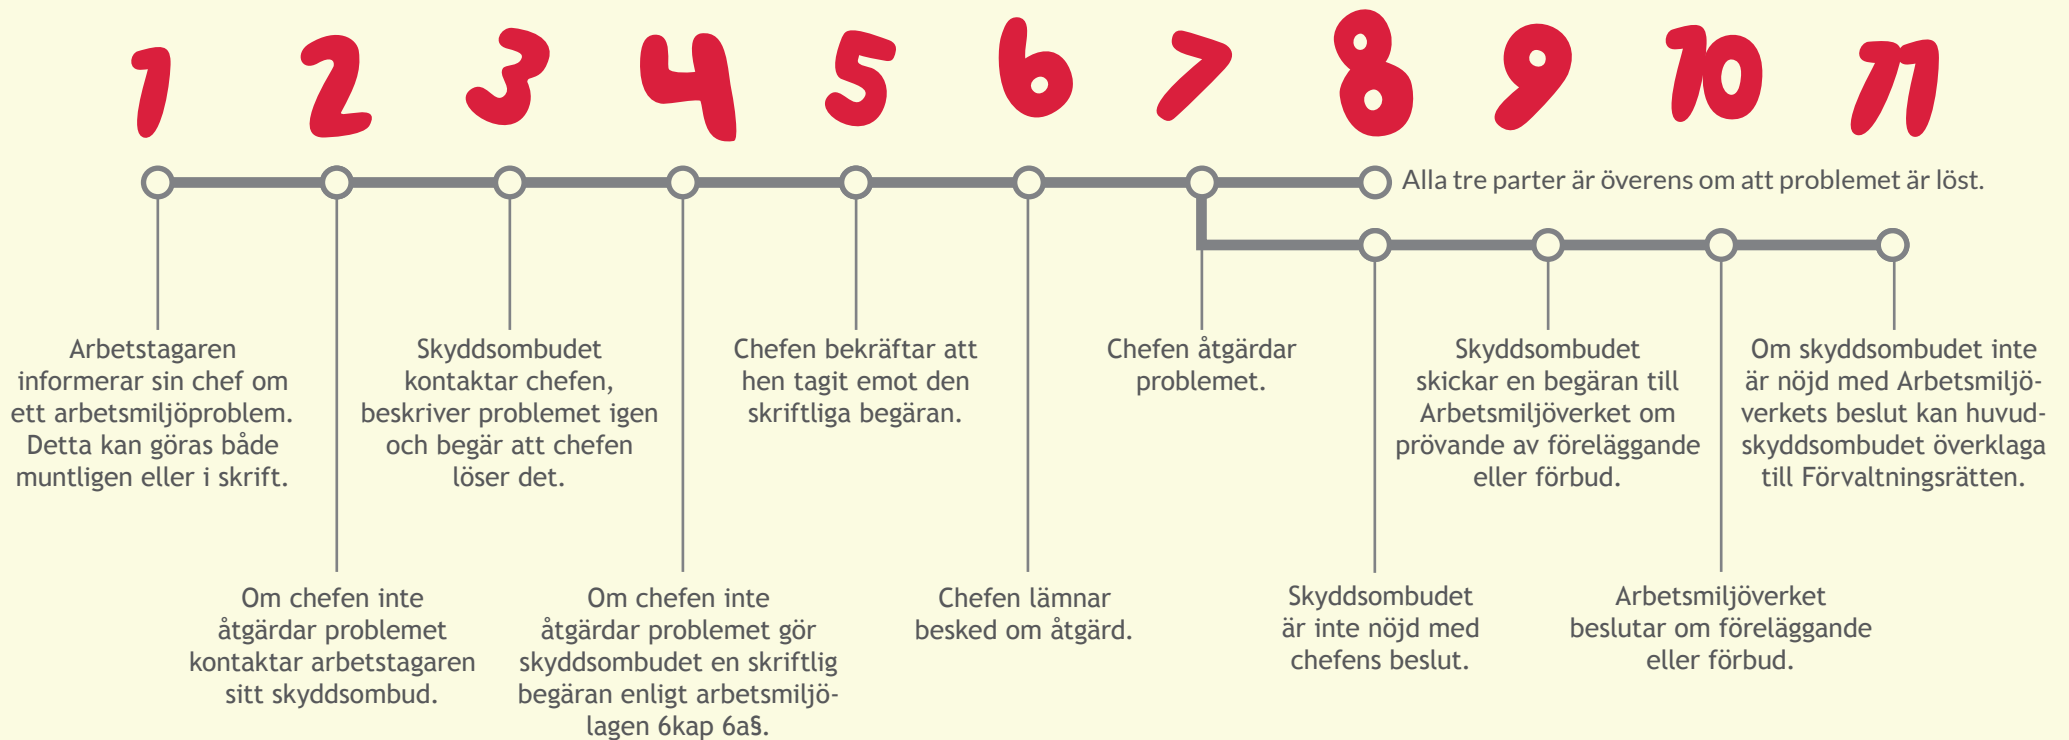 1
2
3
4
5
6
7
8
9
10
11
Alla tre parter är överens om att problemet är löst.
Arbetstagaren
informerar sin chef om
ett arbetsmiljöproblem.
Detta kan göras både
muntligen eller i skrift.
Om chefen inte
åtgärdar problemet
kontaktar arbetstagaren
sitt skyddsombud.
Skyddsombudet
kontaktar chefen,
beskriver problemet igen
och begär att chefen
löser det.
Om chefen inte
åtgärdar problemet gör
skyddsombudet en skriftlig
begäran enligt arbetsmiljö-
lagen 6kap 6a§.
Chefen bekräftar att
hen tagit emot den
skriftliga begäran.
Chefen lämnar
besked om åtgärd.
Chefen åtgärdar
problemet.
Skyddsombudet
är inte nöjd med
chefens beslut.
Skyddsombudet
skickar en begäran till
Arbetsmiljöverket om
prövande av föreläggande
eller förbud.
Arbetsmiljöverket
beslutar om föreläggande
eller förbud.
Om skyddsombudet inte
är nöjd med Arbetsmiljö-
verkets beslut kan huvud-
skyddsombudet överklaga
till Förvaltningsrätten.